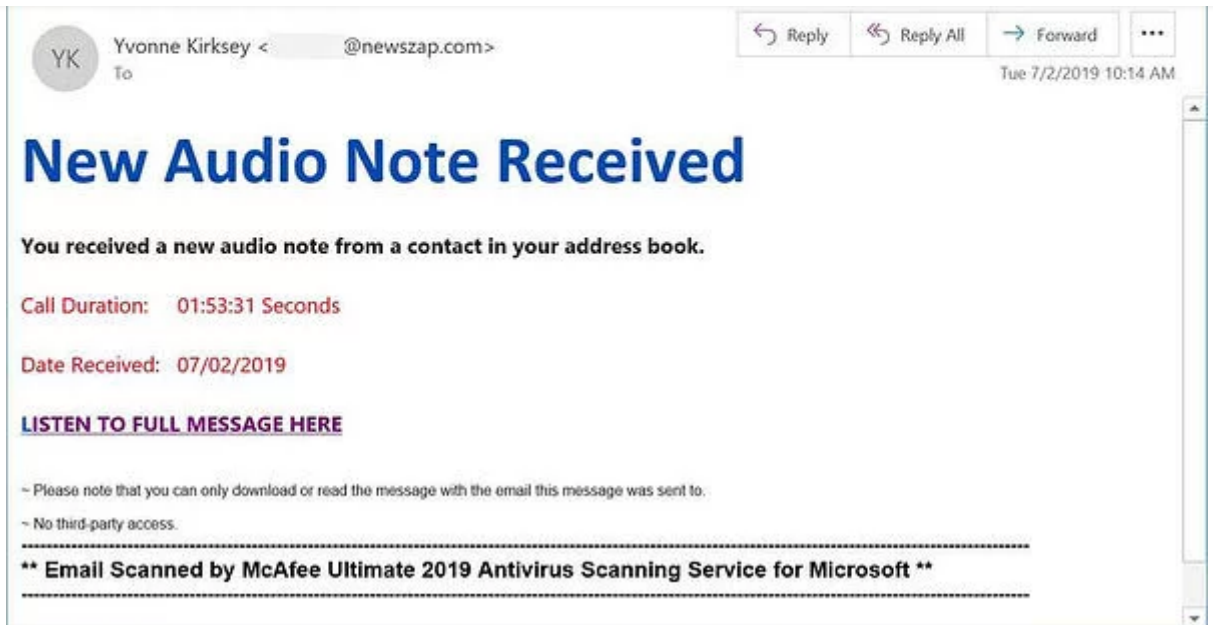 YK
Yvonne Kirksey < @newszap.com>
To
Reply
Reply All
Forward
Tue 7/2/2019 10:14 AM
New Audio Note Received
You received a new audio note from a contact in your address book.
Call Duration: 01:53:31 Seconds
Date Received: 07/02/2019
LISTEN TO FULL MESSAGE HERE
~ Please note that you can only download or read the message with the email this message was sent to.
~ No third-party access.
** Email Scanned by McAfee Ultimate 2019 Antivirus Scanning Service for Microsoft **